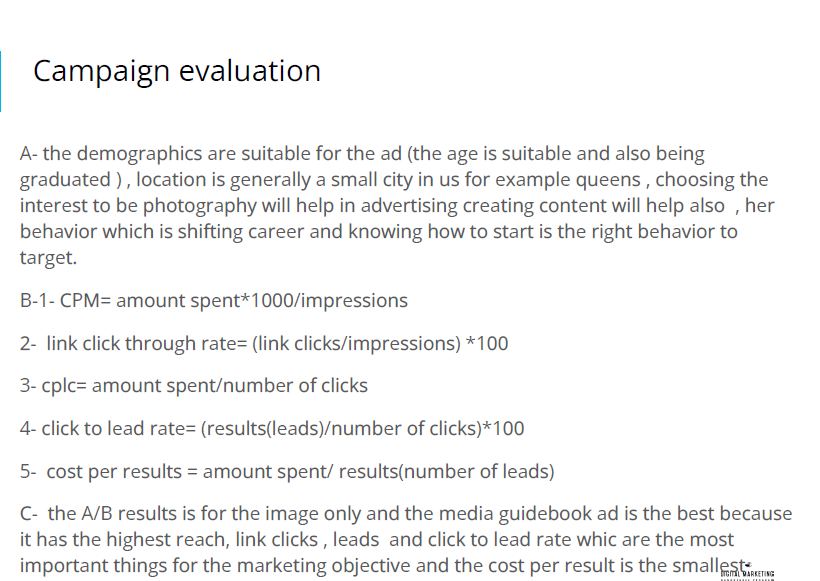 Campaign evaluation
A- the demographics are suitable for the ad (the age is suitable and also being
graduated ) , location is generally a small city in us for example queens , choosing the
interest to be photography will help in advertising creating content will help also  , her
behavior which is shifting career and knowing how to start is the right behavior to
target.
B-1- CPM= amount spent*1000/impressions
2-  link click through rate= (link clicks/impressions) *100
3- cplc= amount spent/number of clicks
4- click to lead rate= (results(leads)/number of clicks)*100
5-  cost per results = amount spent/ results(number of leads)
C-  the A/B results is for the image only and the media guidebook ad is the best because
it has the highest reach, link clicks , leads  and click to lead rate whic are the most
important things for the marketing objective and the cost per result is the smallest
DIGITAL MARKETING